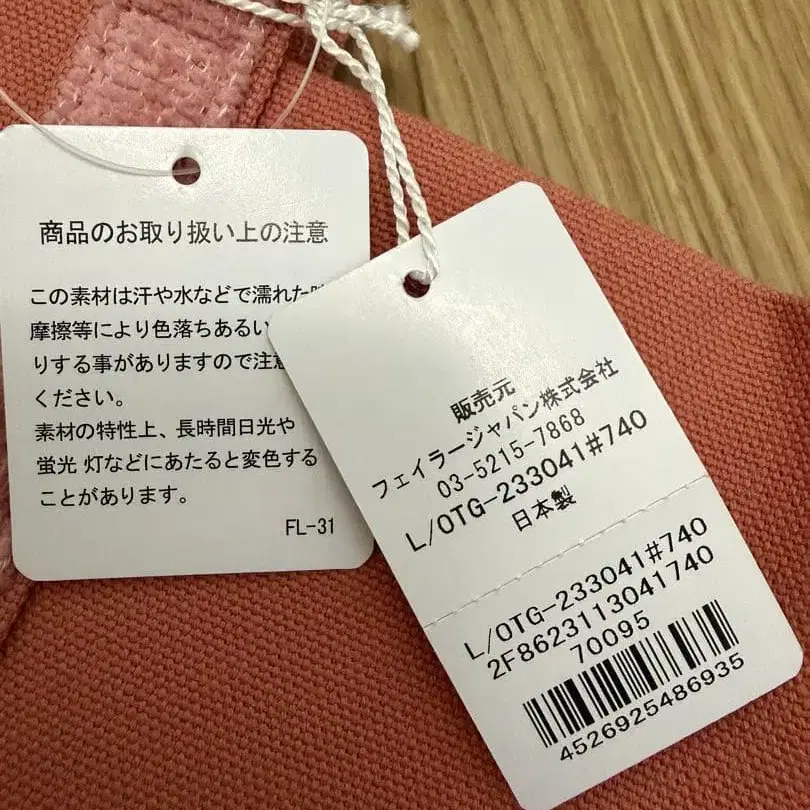 商品のお取り扱い上の注意
この素材は汗や水などで濡れた
摩擦等により色落ちあるい
りする事がありますので注意
ください。
素材の特性上、長時間日光や
蛍光 灯などにあたると変色する
ことがあります。
FL-31
販売元
フェイラージャパン株式会社
03-5215-7868
L/OTG-233041#740
日本製
L/OTG-233041#740
2F8623113041740
70095
4526925486935